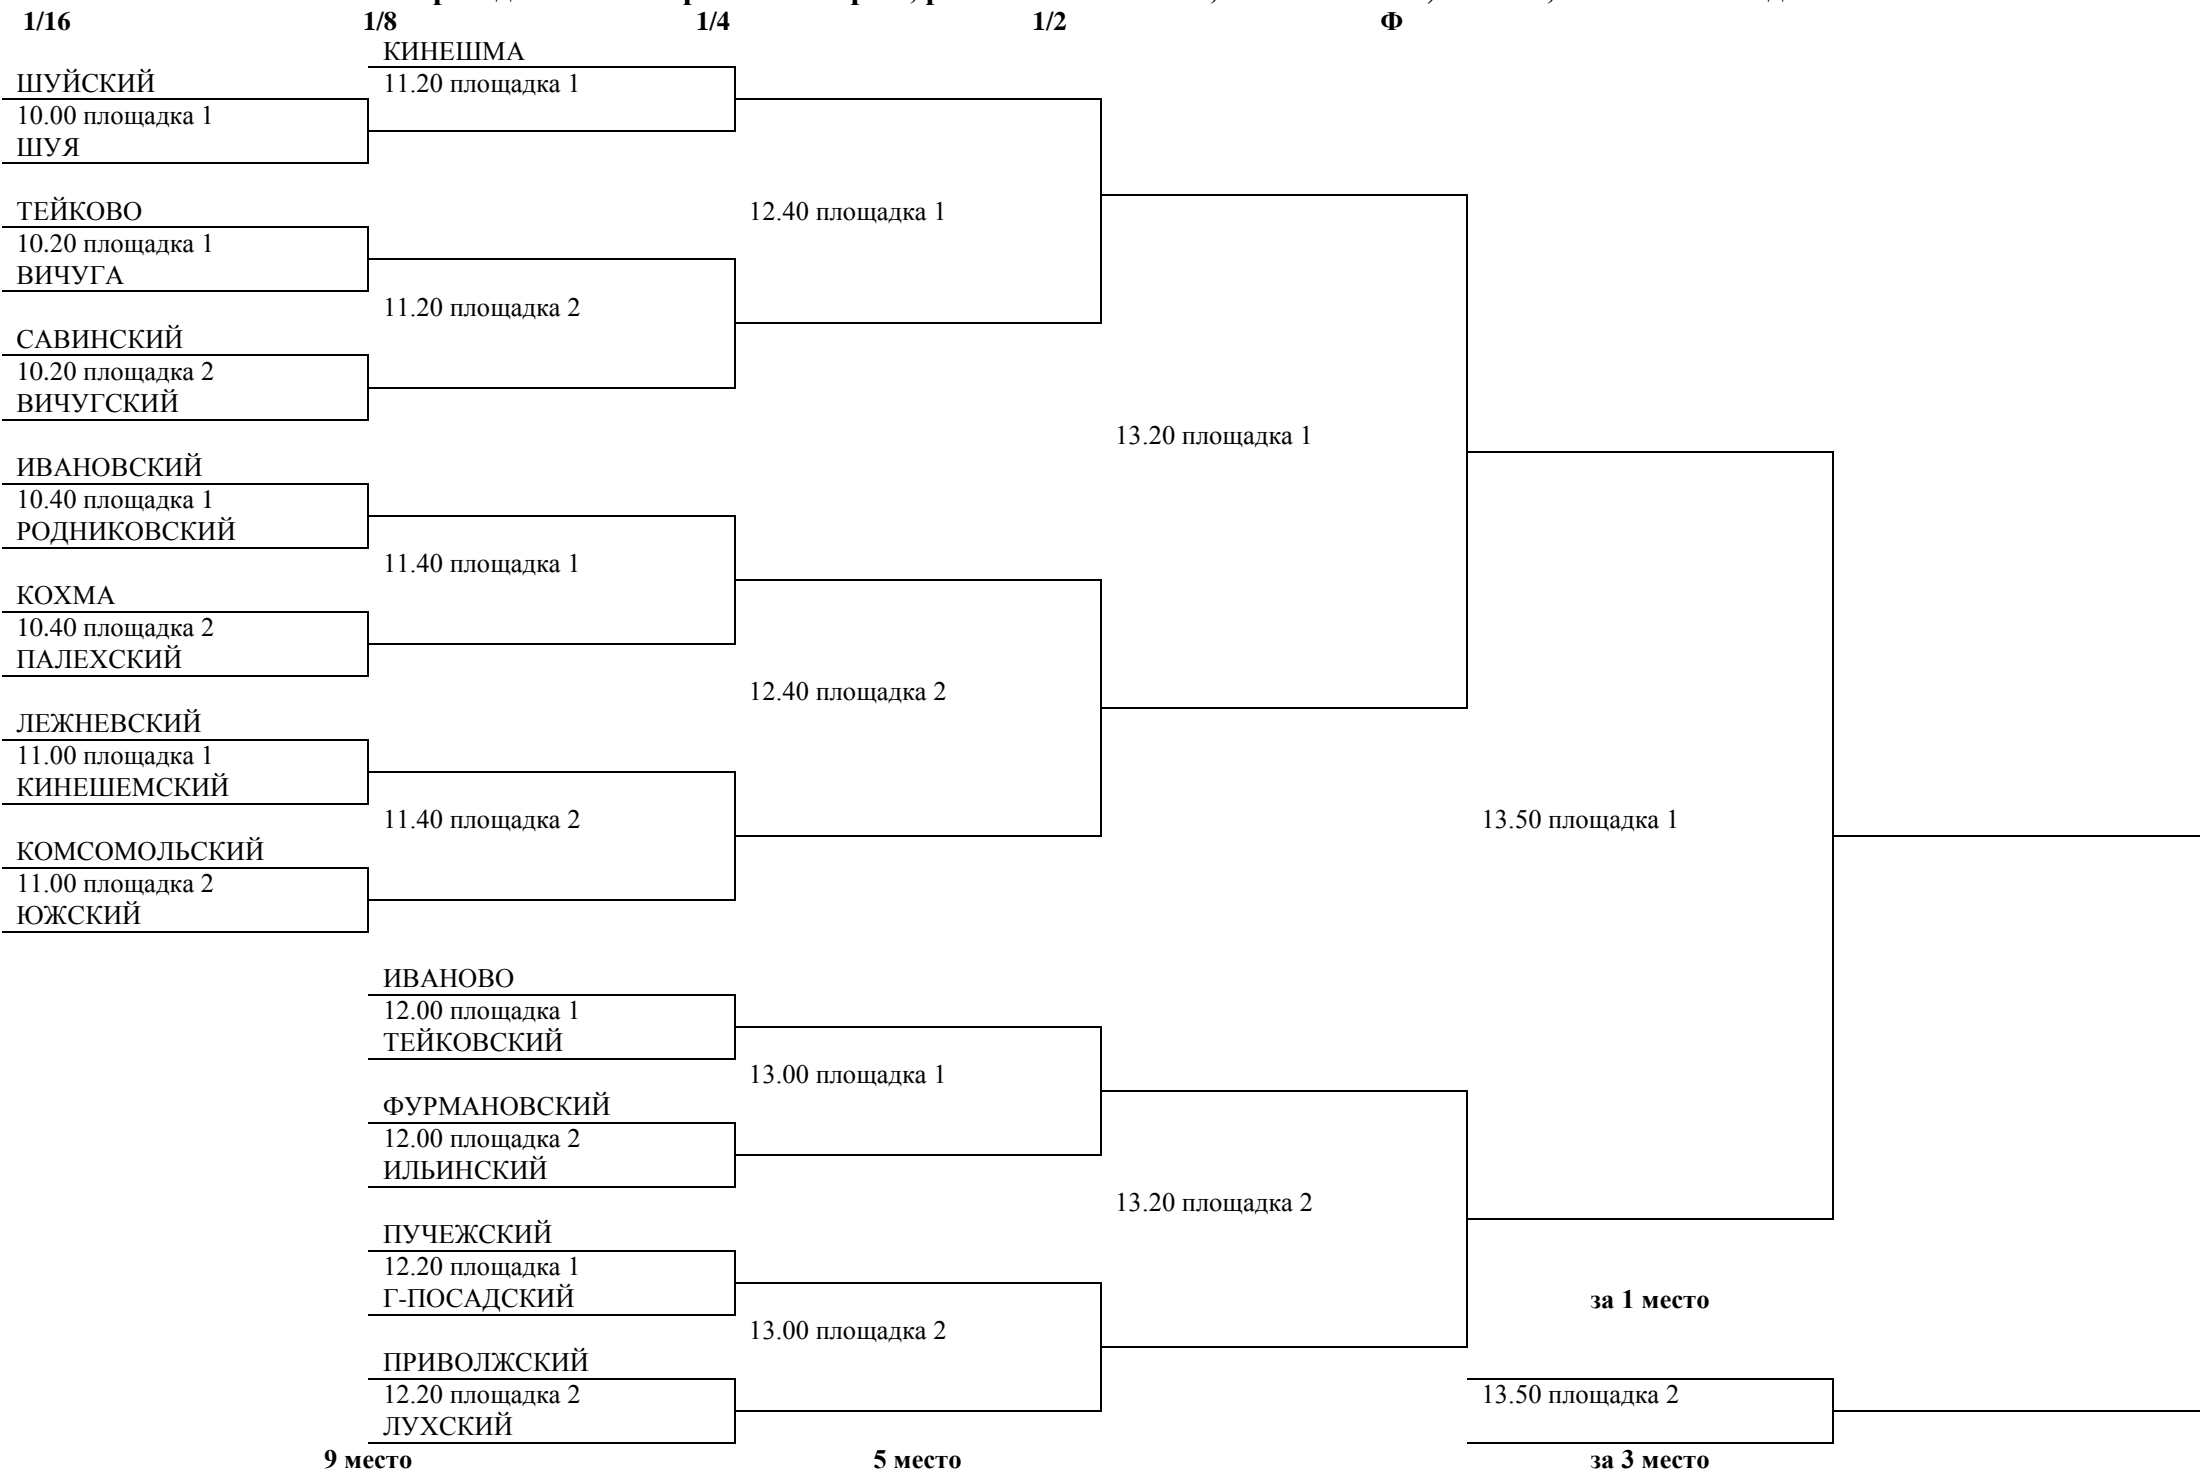 1/16 1/8 1/4 1/2 Ф
КИНЕШМА
ШУЙСКИЙ 11.20 площадка 1
10.00 площадка 1
ШУЯ
ТЕЙКОВО 12.40 площадка 1
10.20 площадка 1
ВИЧУГА
11.20 площадка 2
САВИНСКИЙ
10.20 площадка 2
ВИЧУГСКИЙ
13.20 площадка 1
ИВАНОВСКИЙ
10.40 площадка 1
РОДНИКОВСКИЙ
11.40 площадка 1
КОХМА
10.40 площадка 2
ПАЛЕХСКИЙ
12.40 площадка 2
ЛЕЖНЕВСКИЙ
11.00 площадка 1
КИНЕШЕМСКИЙ
11.40 площадка 2 13.50 площадка 1
КОМСОМОЛЬСКИЙ
11.00 площадка 2
ЮЖСКИЙ
ИВАНОВО
12.00 площадка 1
ТЕЙКОВСКИЙ
13.00 площадка 1
ФУРМАНОВСКИЙ
12.00 площадка 2
ИЛЬИНСКИЙ
13.20 площадка 2
ПУЧЕЖСКИЙ
12.20 площадка 1
Г-ПОСАДСКИЙ за 1 место
13.00 площадка 2
ПРИВОЛЖСКИЙ
12.20 площадка 2 13.50 площадка 2
ЛУХСКИЙ
9 место 5 место за 3 место